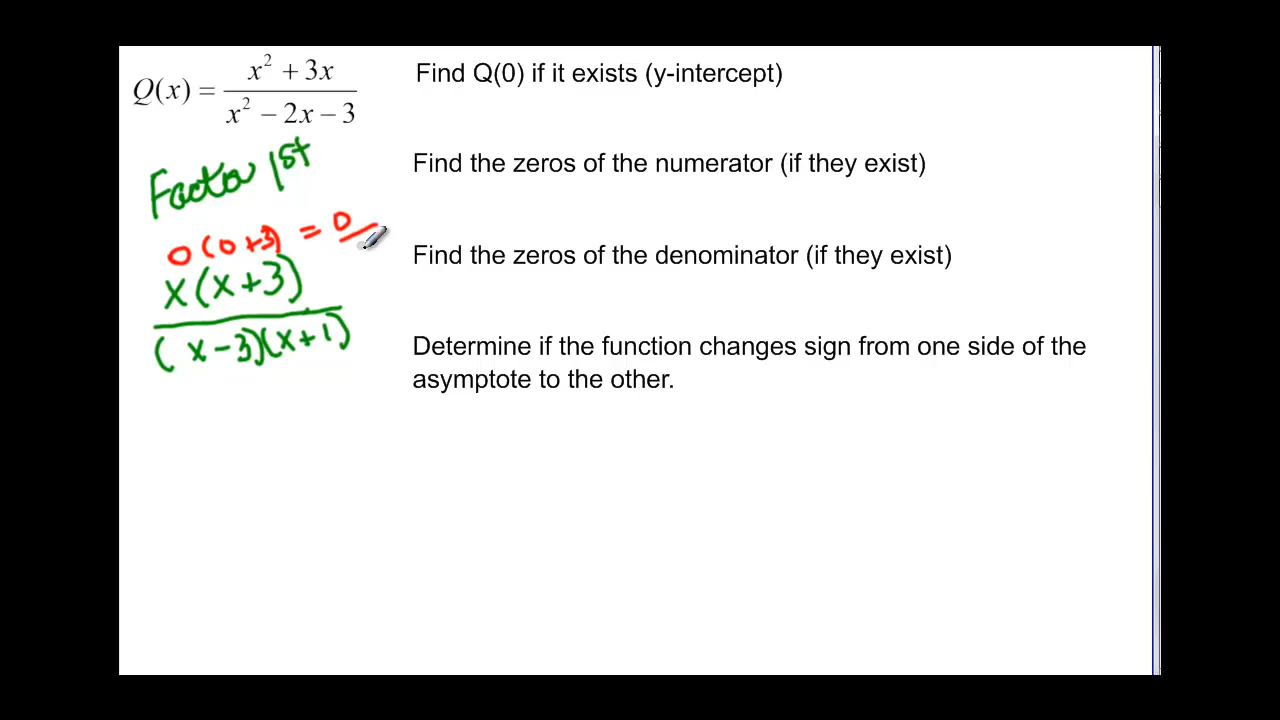 Q(x) = x² + 3x / x² − 2x − 3
Find Q(0) if it exists (y-intercept)
Factor 1st
Find the zeros of the numerator (if they exist)
0(0+3) = 0
x(x+3)
(x−3)(x+1)
Find the zeros of the denominator (if they exist)
Determine if the function changes sign from one side of the
asymptote to the other.